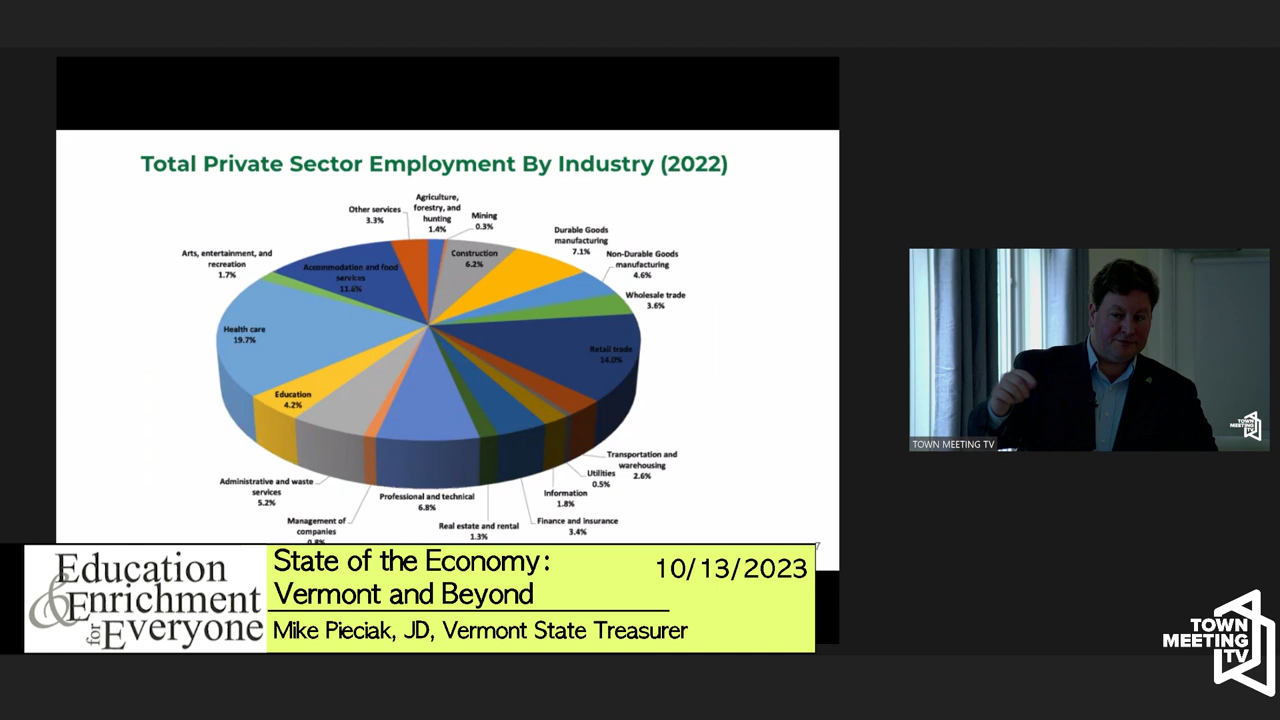 Total Private Sector Employment By Industry (2022)
Agriculture,
forestry, and
hunting
1.4%
Mining
0.3%
Other services
3.3%
Construction
6.2%
Durable Goods
manufacturing
7.1%
Non-Durable Goods
manufacturing
4.6%
Wholesale trade
3.6%
Retail trade
14.0%
Transportation and
warehousing
2.6%
Utilities
0.5%
Information
1.8%
Finance and insurance
3.4%
Real estate and rental
1.3%
Professional and technical
6.8%
Management of
companies
Administrative and waste
services
5.2%
Education
4.2%
Health care
19.7%
Arts, entertainment, and
recreation
1.7%
Accommodation and food
services
7
TOWN
MEETING
TV
TOWN MEETING TV
Education
& Enrichment
for Everyone
State of the Economy:
Vermont and Beyond
10/13/2023
Mike Pieciak, JD, Vermont State Treasurer
TOWN
MEETING
TV